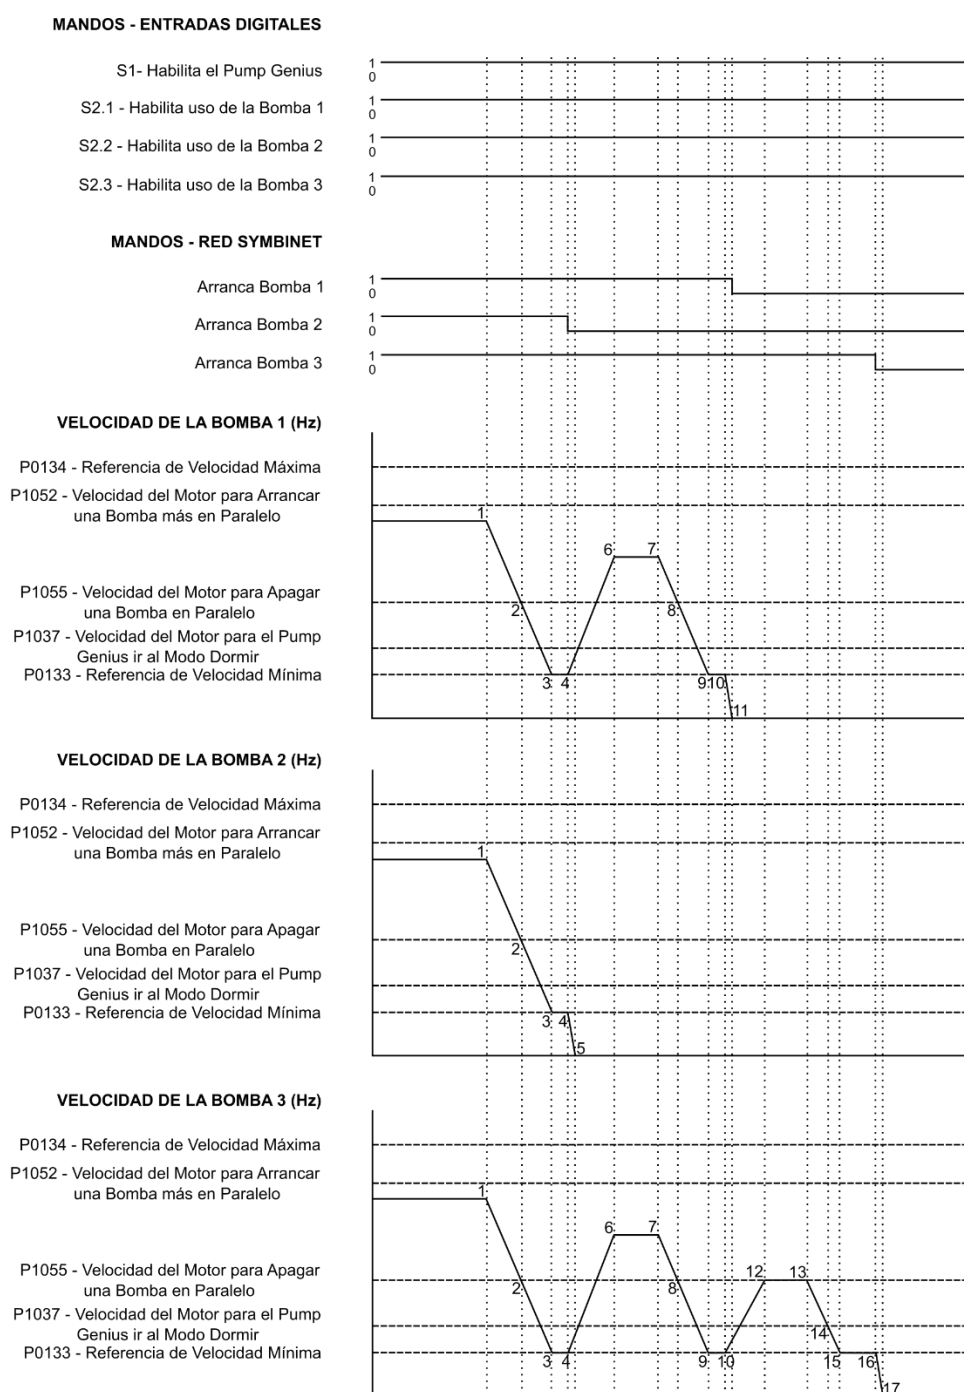 MANDOS - ENTRADAS DIGITALES
S1- Habilita el Pump Genius
1
0
S2.1 - Habilita uso de la Bomba 1
1
0
S2.2 - Habilita uso de la Bomba 2
1
0
S2.3 - Habilita uso de la Bomba 3
1
0
MANDOS - RED SYMBINET
Arranca Bomba 1
1
0
Arranca Bomba 2
1
0
Arranca Bomba 3
1
0
VELOCIDAD DE LA BOMBA 1 (Hz)
P0134 - Referencia de Velocidad Máxima
P1052 - Velocidad del Motor para Arrancar
una Bomba más en Paralelo
1
6 7
P1055 - Velocidad del Motor para Apagar
una Bomba en Paralelo
2 8
P1037 - Velocidad del Motor para el Pump
Genius ir al Modo Dormir
P0133 - Referencia de Velocidad Mínima
3 4 9 10
11
VELOCIDAD DE LA BOMBA 2 (Hz)
P0134 - Referencia de Velocidad Máxima
P1052 - Velocidad del Motor para Arrancar
una Bomba más en Paralelo
1
P1055 - Velocidad del Motor para Apagar
una Bomba en Paralelo
2
P1037 - Velocidad del Motor para el Pump
Genius ir al Modo Dormir
P0133 - Referencia de Velocidad Mínima
3 4
5
VELOCIDAD DE LA BOMBA 3 (Hz)
P0134 - Referencia de Velocidad Máxima
P1052 - Velocidad del Motor para Arrancar
una Bomba más en Paralelo
1
6 7
P1055 - Velocidad del Motor para Apagar
una Bomba en Paralelo
12 13
2 8
P1037 - Velocidad del Motor para el Pump
Genius ir al Modo Dormir
14
P0133 - Referencia de Velocidad Mínima
3 4 9 10 15 16
17